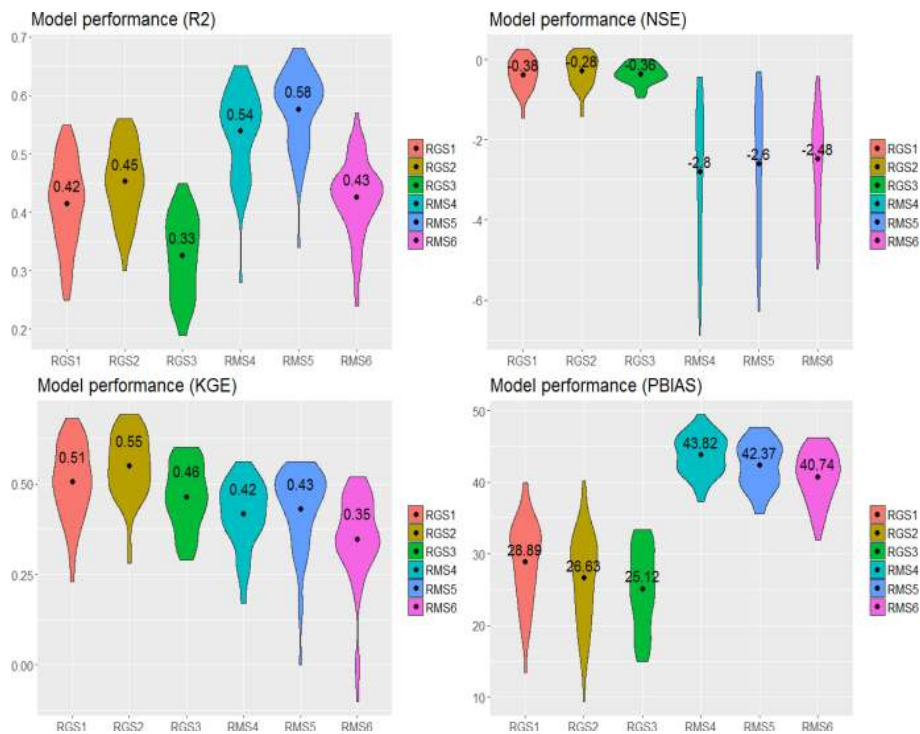 Model performance (R2)
0.7
0.6
0.5
0.4
0.3
0.2
0.42
0.45
0.33
0.54
0.58
0.43
RGS1 RGS2 RGS3 RMS4 RMS5 RMS6
RGS1
RGS2
RGS3
RMS4
RMS5
RMS6
Model performance (NSE)
0
-2
-4
-6
-0.38
-0.28
-0.36
-2.8
-2.6
-2.48
RGS1 RGS2 RGS3 RMS4 RMS5 RMS6
RGS1
RGS2
RGS3
RMS4
RMS5
RMS6
Model performance (KGE)
0.50
0.25
0.00
0.51
0.55
0.46
0.42
0.43
0.35
RGS1 RGS2 RGS3 RMS4 RMS5 RMS6
RGS1
RGS2
RGS3
RMS4
RMS5
RMS6
Model performance (PBIAS)
50
40
30
20
10
28.89
26.63
25.12
43.82
42.37
40.74
RGS1 RGS2 RGS3 RMS4 RMS5 RMS6
RGS1
RGS2
RGS3
RMS4
RMS5
RMS6